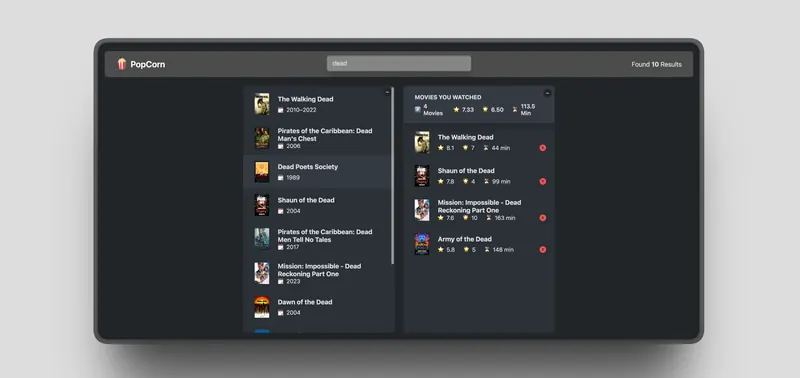 PopCorn
dead
Found 10 Results
The Walking Dead
2010–2022
Pirates of the Caribbean: Dead
Man's Chest
2006
Dead Poets Society
1989
Shaun of the Dead
2004
Pirates of the Caribbean: Dead
Men Tell No Tales
2017
Mission: Impossible - Dead
Reckoning Part One
2023
Dawn of the Dead
2004
MOVIES YOU WATCHED
4 7.33 6.50 113.5
Movies Min
The Walking Dead
8.1 7 44 min
Shaun of the Dead
7.8 4 99 min
Mission: Impossible - Dead
Reckoning Part One
7.6 10 163 min
Army of the Dead
5.8 5 148 min